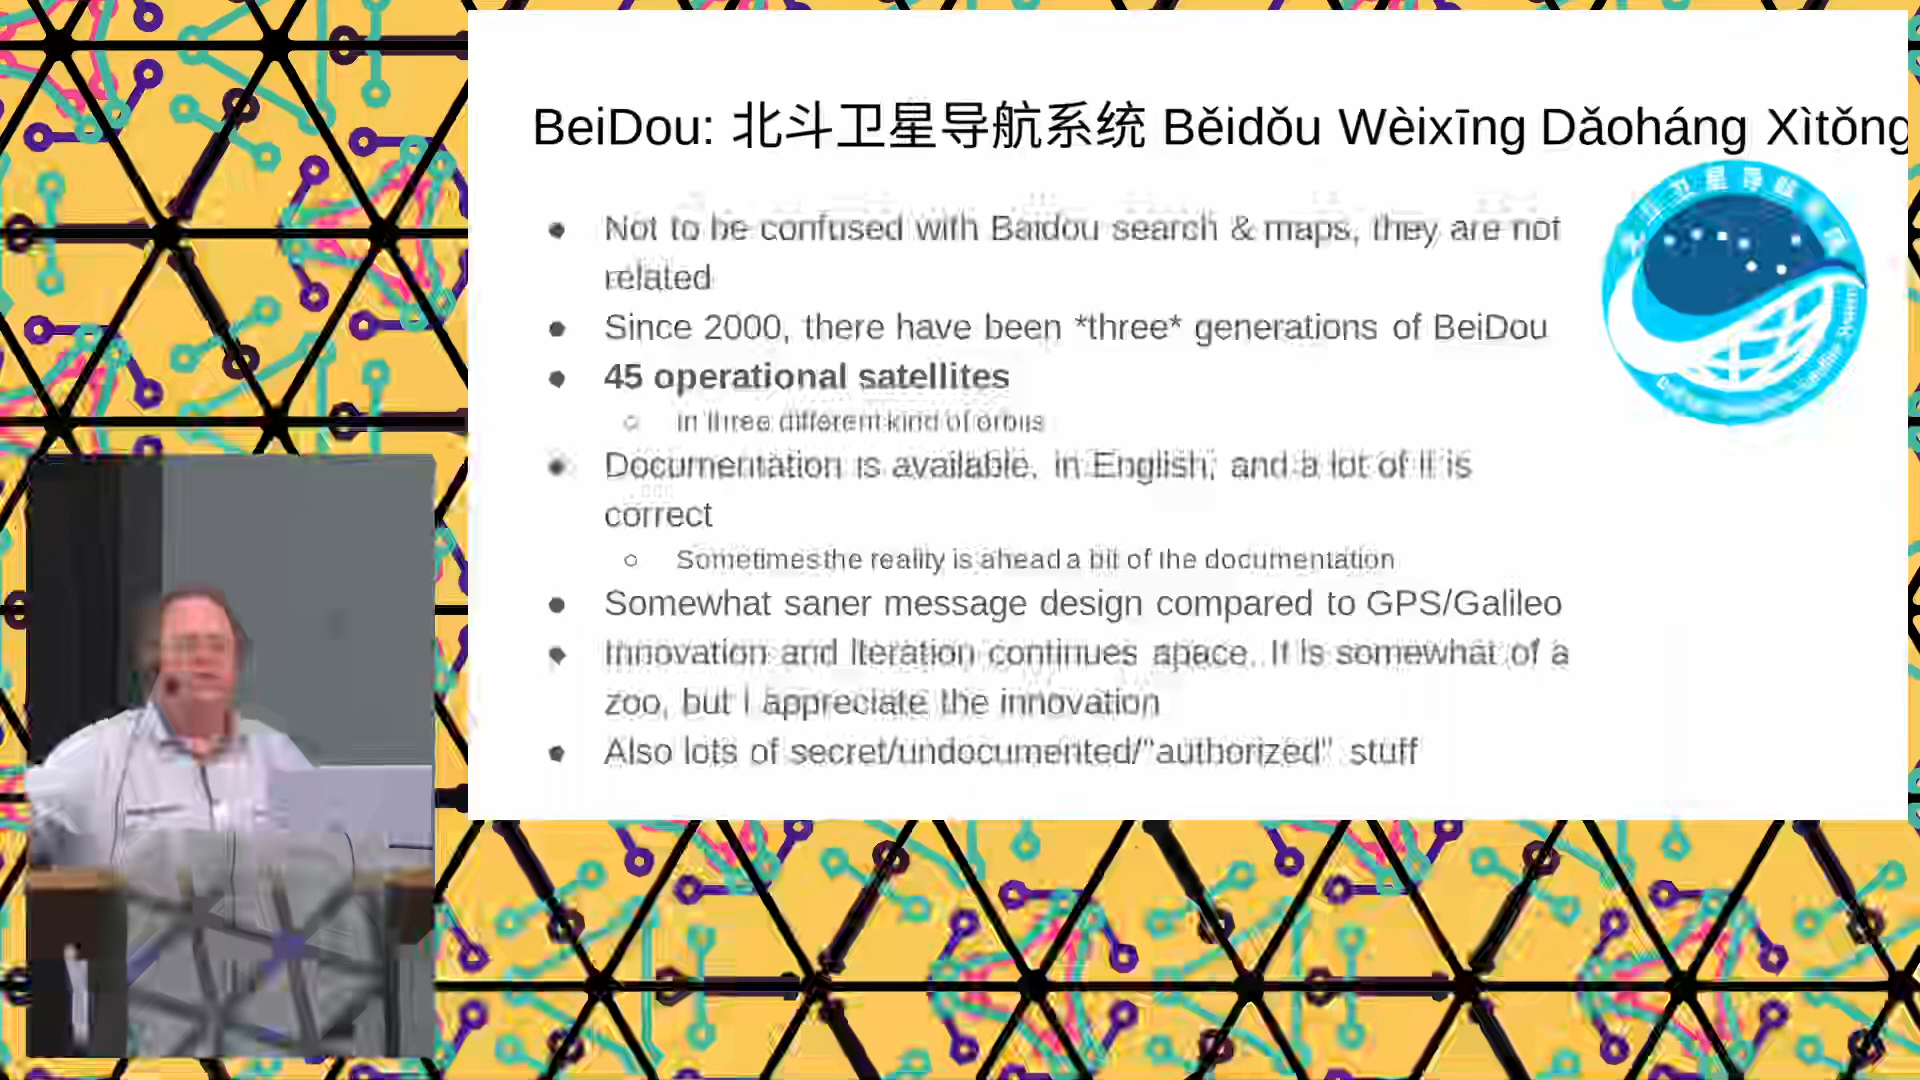 BeiDou: 北斗卫星导航系统 Běidǒu Wèixīng Dǎoháng Xìtǒng
● Not to be confused with Baidou search & maps, they are not
related
● Since 2000, there have been *three* generations of BeiDou
● 45 operational satellites
○ In three different kind of orbits
● Documentation is available, in English, and a lot of it is
correct
○ Sometimes the reality is ahead a bit of the documentation
● Somewhat saner message design compared to GPS/Galileo
● Innovation and Iteration continues apace. It is somewhat of a
zoo, but I appreciate the innovation
● Also lots of secret/undocumented/"authorized" stuff